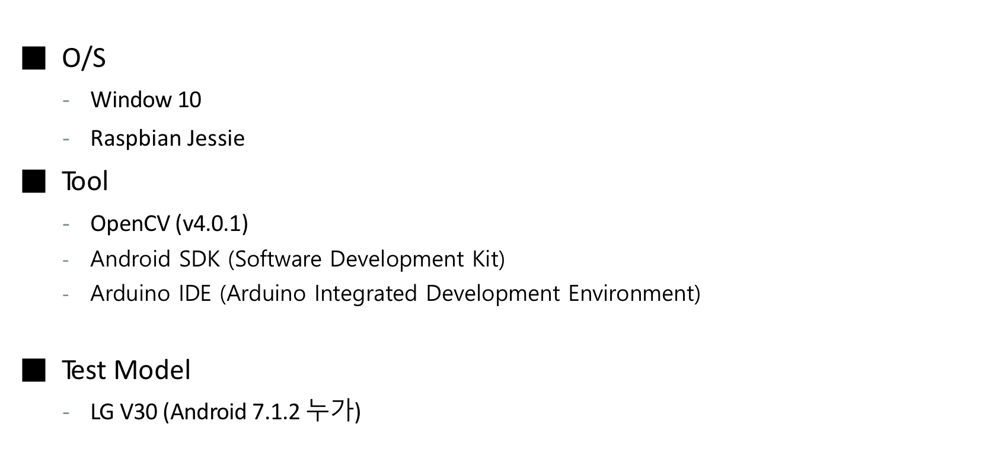 ■ O/S
- Window 10
- Raspbian Jessie
■ Tool
- OpenCV (v4.0.1)
- Android SDK (Software Development Kit)
- Arduino IDE (Arduino Integrated Development Environment)
■ Test Model
- LG V30 (Android 7.1.2 누가)